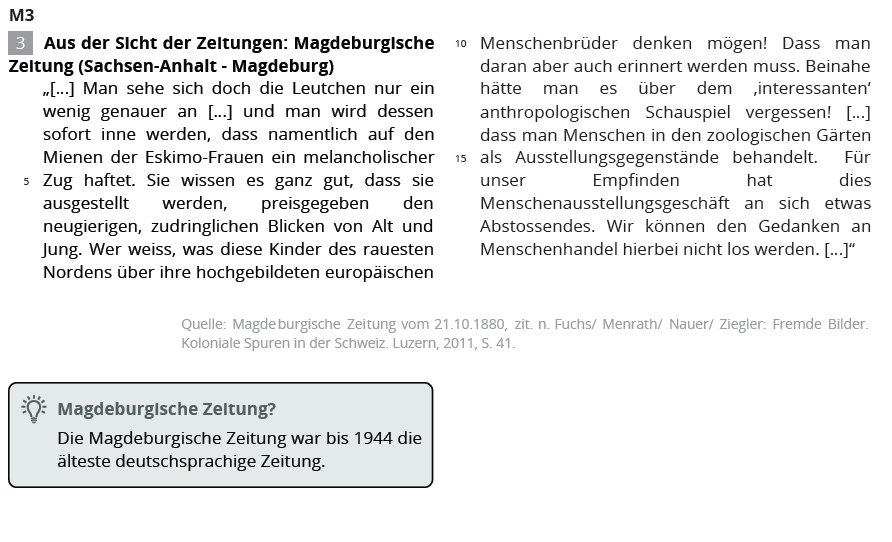 M3
3 Aus der Sicht der Zeitungen: Magdeburgische
Zeitung (Sachsen-Anhalt - Magdeburg)
„[...] Man sehe sich doch die Leutchen nur ein
wenig genauer an [...] und man wird dessen
sofort inne werden, dass namentlich auf den
Mienen der Eskimo-Frauen ein melancholischer
5 Zug haftet. Sie wissen es ganz gut, dass sie
ausgestellt werden, preisgegeben den
neugierigen, zudringlichen Blicken von Alt und
Jung. Wer weiss, was diese Kinder des rauesten
Nordens über ihre hochgebildeten europäischen
10 Menschenbrüder denken mögen! Dass man
daran aber auch erinnert werden muss. Beinahe
hätte man es über dem ‚interessanten‘
anthropologischen Schauspiel vergessen! [...]
dass man Menschen in den zoologischen Gärten
15 als Ausstellungsgegenstände behandelt. Für
unser Empfinden hat dies
Menschenausstellungsgeschäft an sich etwas
Abstossendes. Wir können den Gedanken an
Menschenhandel hierbei nicht los werden. [...]“
Quelle: Magdeburgische Zeitung vom 21.10.1880, zit. n. Fuchs/ Menrath/ Nauer/ Ziegler: Fremde Bilder.
Koloniale Spuren in der Schweiz. Luzern, 2011, S. 41.
Magdeburgische Zeitung?
Die Magdeburgische Zeitung war bis 1944 die
älteste deutschsprachige Zeitung.